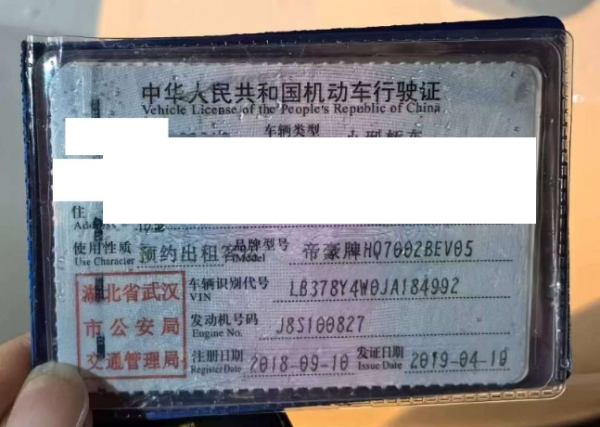 中华人民共和国机动车行驶证
Vehicle License of the People's Republic of China
车辆类型
住
使用性质 预约出租客 品牌型号 帝豪牌HQ7002BEV05
Use Character Model
湖北省武汉 车辆识别代号 LB378Y4W0JA184992
VIN
市公安局 发动机号码 J8S100827
Engine No.
交通管理局 注册日期 2018-09-10 发证日期 2019-04-10
Register Date Issue Date